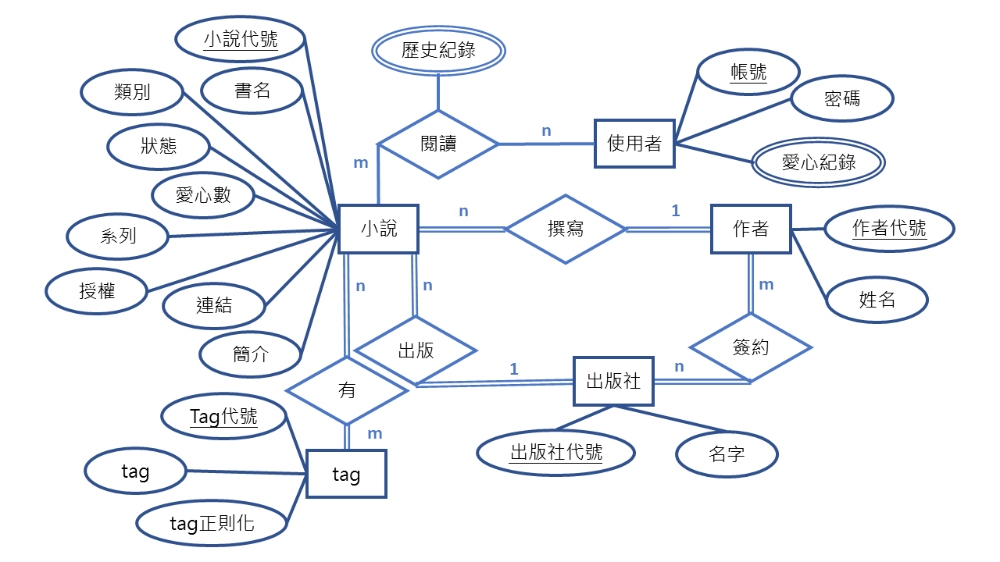 小說代號
歷史紀錄
帳號
類別
書名
密碼
狀態
閱讀
n
使用者
m
愛心紀錄
愛心數
系列
小說
n
撰寫
1
作者
作者代號
授權
連結
n
n
m
姓名
簡介
出版
簽約
有
1
出版社
n
Tag代號
m
出版社代號
名字
tag
tag
tag正則化